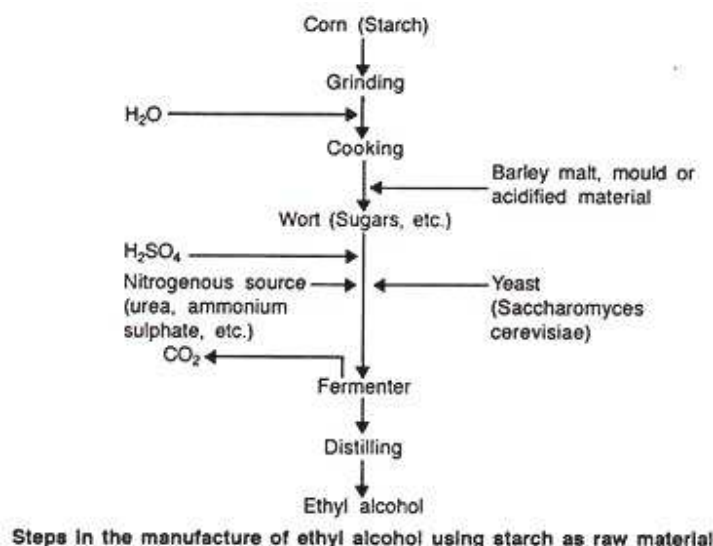 Corn (Starch)
Grinding
H₂O
Cooking
Barley malt, mould or
acidified material
Wort (Sugars, etc.)
H₂SO₄
Nitrogenous source
(urea, ammonium
sulphate, etc.)
Yeast
(Saccharomyces
cerevisiae)
CO₂
Fermenter
Distilling
Ethyl alcohol
Steps in the manufacture of ethyl alcohol using starch as raw material